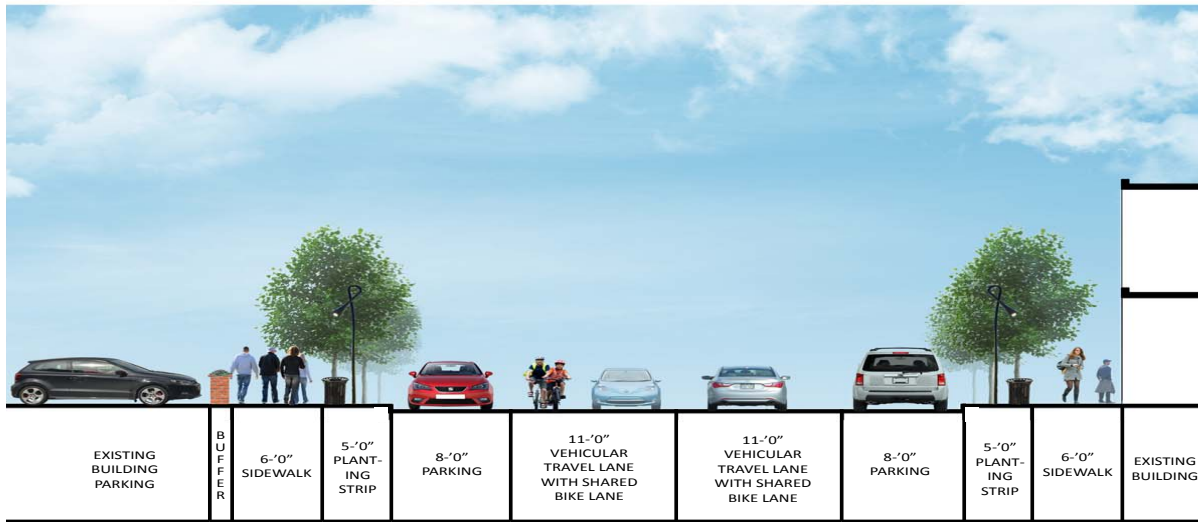 EXISTING
BUILDING
PARKING
B
U
F
F
E
R
6-’0”
SIDEWALK
5-’0”
PLANT-
ING
STRIP
8-’0”
PARKING
11-’0”
VEHICULAR
TRAVEL LANE
WITH SHARED
BIKE LANE
11-’0”
VEHICULAR
TRAVEL LANE
WITH SHARED
BIKE LANE
8-’0”
PARKING
5-’0”
PLANT-
ING
STRIP
6-’0”
SIDEWALK
EXISTING
BUILDING